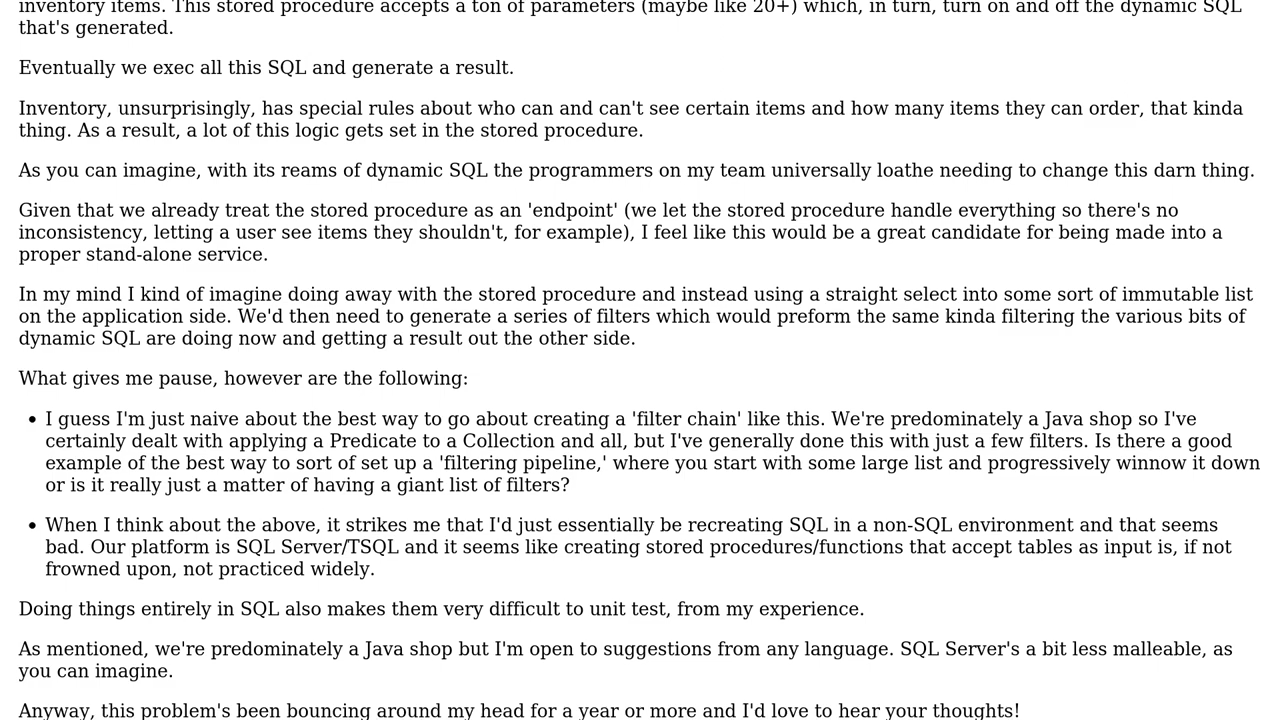 inventory items. This stored procedure accepts a ton of parameters (maybe like 20+) which, in turn, turn on and off the dynamic SQL
that's generated.
Eventually we exec all this SQL and generate a result.
Inventory, unsurprisingly, has special rules about who can and can't see certain items and how many items they can order, that kinda
thing. As a result, a lot of this logic gets set in the stored procedure.
As you can imagine, with its reams of dynamic SQL the programmers on my team universally loathe needing to change this darn thing.
Given that we already treat the stored procedure as an 'endpoint' (we let the stored procedure handle everything so there's no
inconsistency, letting a user see items they shouldn't, for example), I feel like this would be a great candidate for being made into a
proper stand-alone service.
In my mind I kind of imagine doing away with the stored procedure and instead using a straight select into some sort of immutable list
on the application side. We'd then need to generate a series of filters which would preform the same kinda filtering the various bits of
dynamic SQL are doing now and getting a result out the other side.
What gives me pause, however are the following:
• I guess I'm just naive about the best way to go about creating a 'filter chain' like this. We're predominately a Java shop so I've
certainly dealt with applying a Predicate to a Collection and all, but I've generally done this with just a few filters. Is there a good
example of the best way to sort of set up a 'filtering pipeline,' where you start with some large list and progressively winnow it down
or is it really just a matter of having a giant list of filters?
• When I think about the above, it strikes me that I'd just essentially be recreating SQL in a non-SQL environment and that seems
bad. Our platform is SQL Server/TSQL and it seems like creating stored procedures/functions that accept tables as input is, if not
frowned upon, not practiced widely.
Doing things entirely in SQL also makes them very difficult to unit test, from my experience.
As mentioned, we're predominately a Java shop but I'm open to suggestions from any language. SQL Server's a bit less malleable, as
you can imagine.
Anyway, this problem's been bouncing around my head for a year or more and I'd love to hear your thoughts!